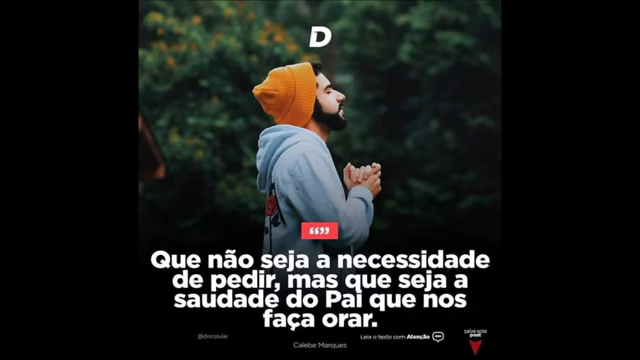 D
Que não seja a necessidade
de pedir, mas que seja a
saudade do Pai que nos
faça orar.
Leia o texto com Atenção
salve este
post
Calebe Marques